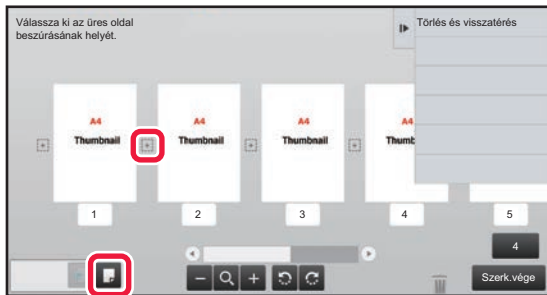 Válassza ki az üres oldal
beszúrásának helyét.
Törlés és visszatérés
A4
Thumbnail
A4
Thumbnail
A4
Thumbnail
A4
Thumb
1
2
3
4
5
4
Szerk.vége